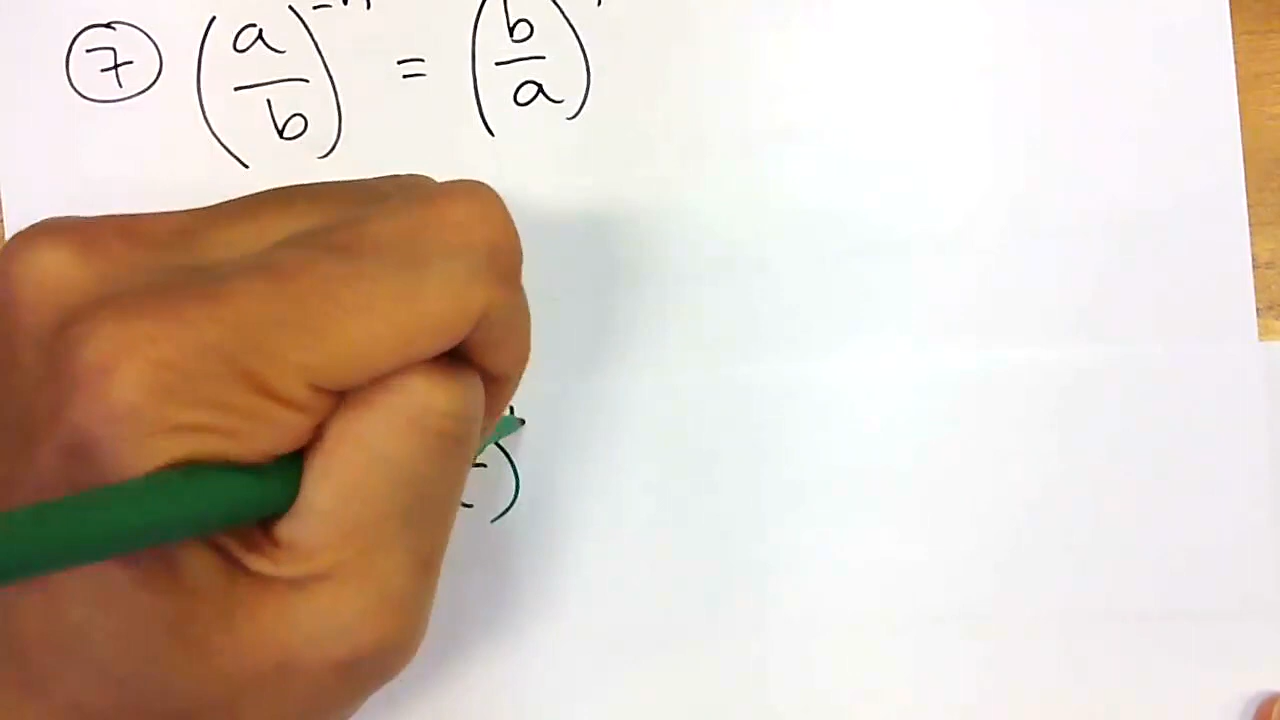 ⑦ (a/b)^-n = (b/a)^n
)